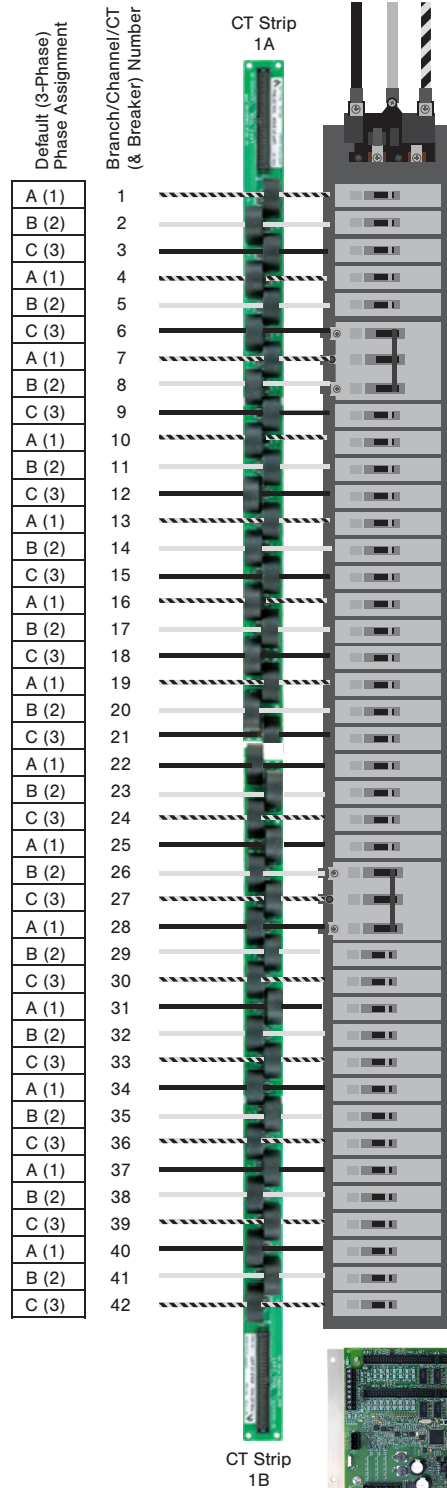 Default (3-Phase)
Phase Assignment
Branch/Channel/CT
(& Breaker) Number
CT Strip
1A
A (1) 1
B (2) 2
C (3) 3
A (1) 4
B (2) 5
C (3) 6
A (1) 7
B (2) 8
C (3) 9
A (1) 10
B (2) 11
C (3) 12
A (1) 13
B (2) 14
C (3) 15
A (1) 16
B (2) 17
C (3) 18
A (1) 19
B (2) 20
C (3) 21
A (1) 22
B (2) 23
C (3) 24
A (1) 25
B (2) 26
C (3) 27
A (1) 28
B (2) 29
C (3) 30
A (1) 31
B (2) 32
C (3) 33
A (1) 34
B (2) 35
C (3) 36
A (1) 37
B (2) 38
C (3) 39
A (1) 40
B (2) 41
C (3) 42
CT Strip
1B